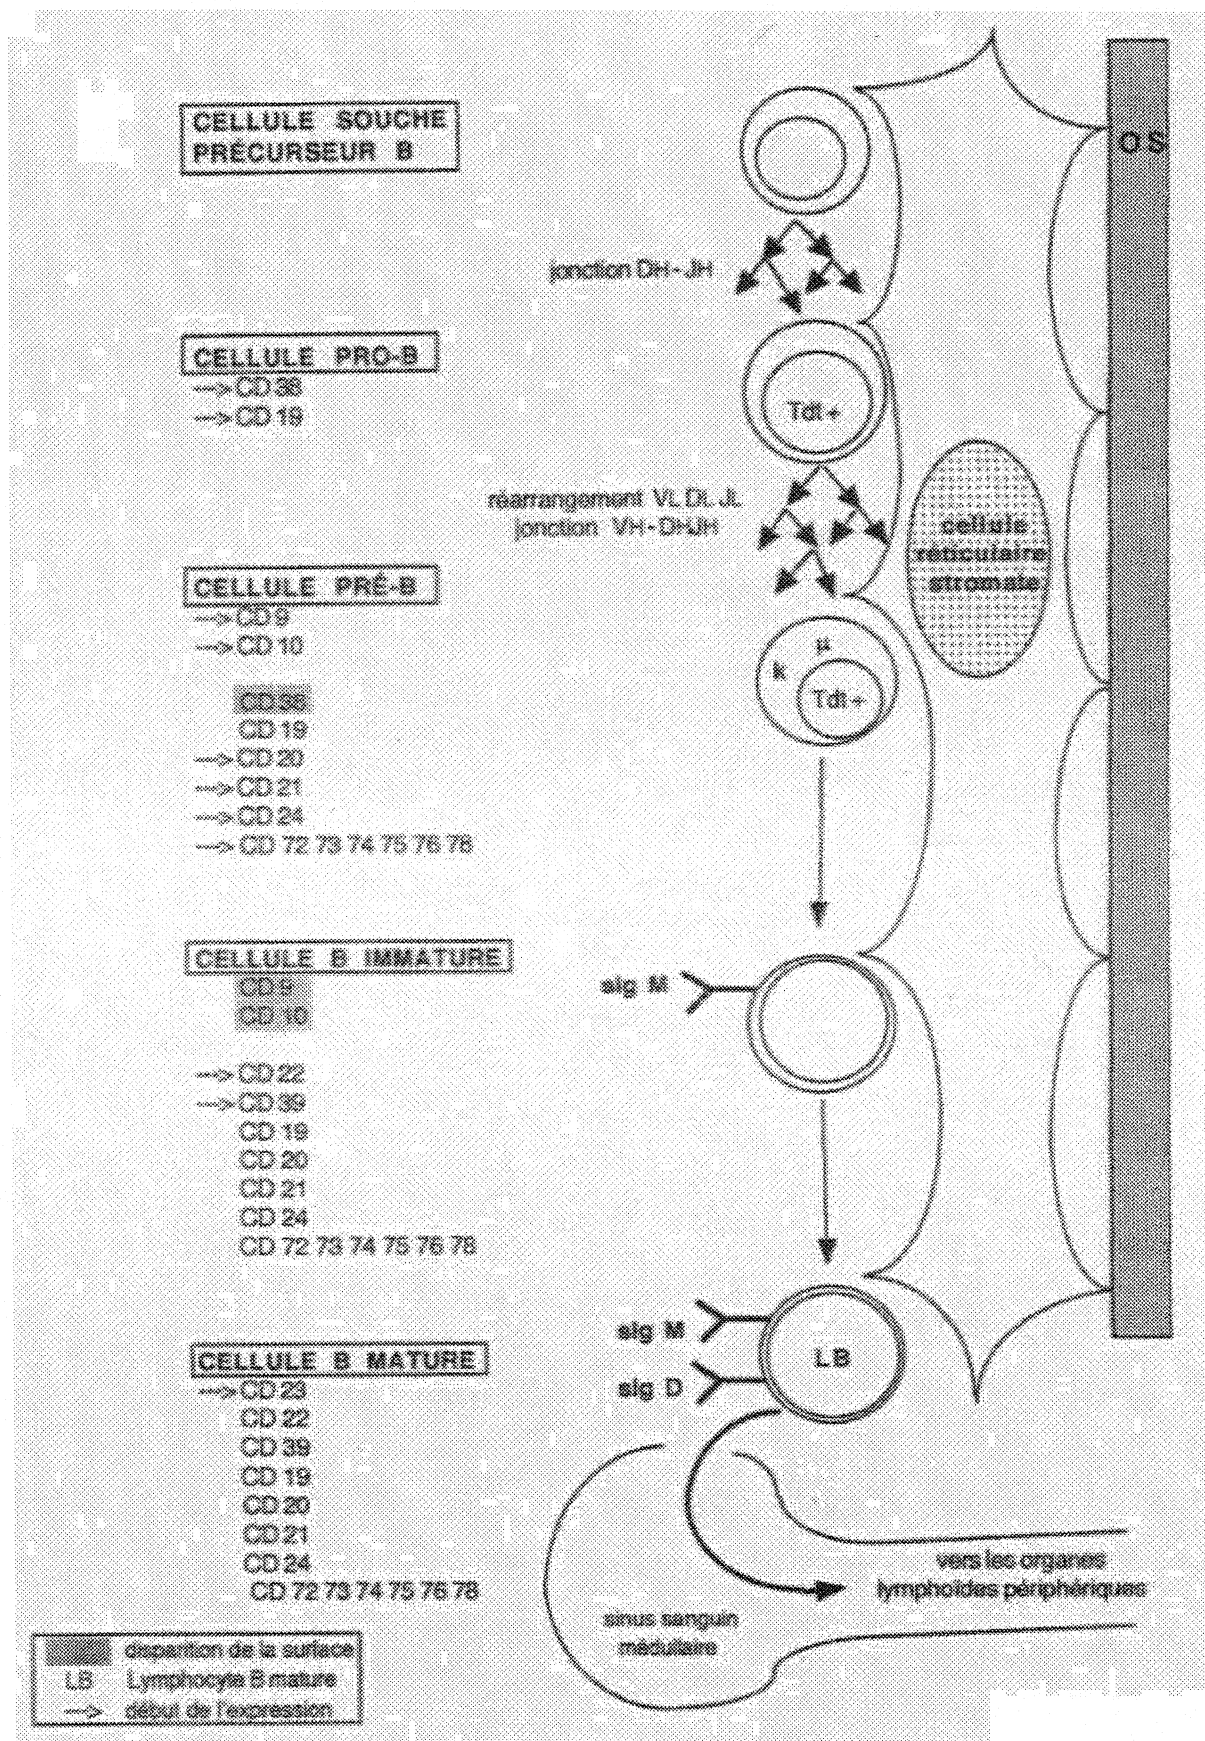 CELLULE SOUCHE
PRÉCURSEUR B
OS
jonction DH-JH
CELLULE PRO-B
--> CD 38
--> CD 19
Tdt +
réarrangement VL DL JL
jonction VH-DHJH
cellule
réticulaire
stromate
CELLULE PRÉ-B
--> CD 9
--> CD 10
µ
k
Tdt +
CD 38
CD 19
--> CD 20
--> CD 21
--> CD 24
--> CD 72 73 74 75 76 78
CELLULE B IMMATURE
CD 9
CD 10
sIg M
--> CD 22
--> CD 39
CD 19
CD 20
CD 21
CD 24
CD 72 73 74 75 76 78
sIg M
LB
sIg D
CELLULE B MATURE
--> CD 23
CD 22
CD 39
CD 19
CD 20
CD 21
CD 24
CD 72 73 74 75 76 78
vers les organes
lymphoïdes périphériques
sinus sanguin
médullaire
disparition de la surface
LB Lymphocyte B mature
--> début de l'expression